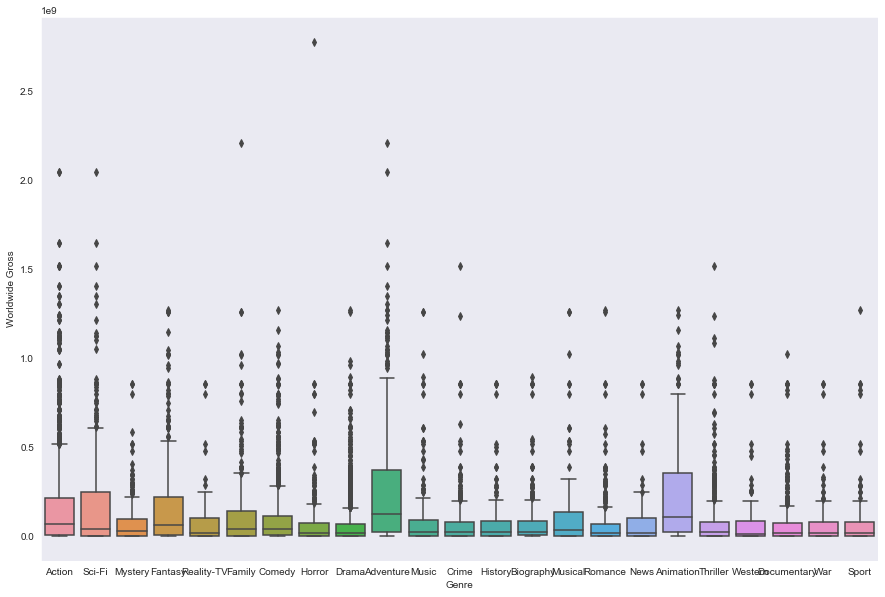 1e9
2.5
2.0
1.5
1.0
0.5
0.0
Worldwide Gross
Action Sci-Fi Mystery Fantasy Reality-TV Family Comedy Horror Drama Adventure Music Crime History Biography Musical Romance News Animation Thriller Western Documentary War Sport
Genre